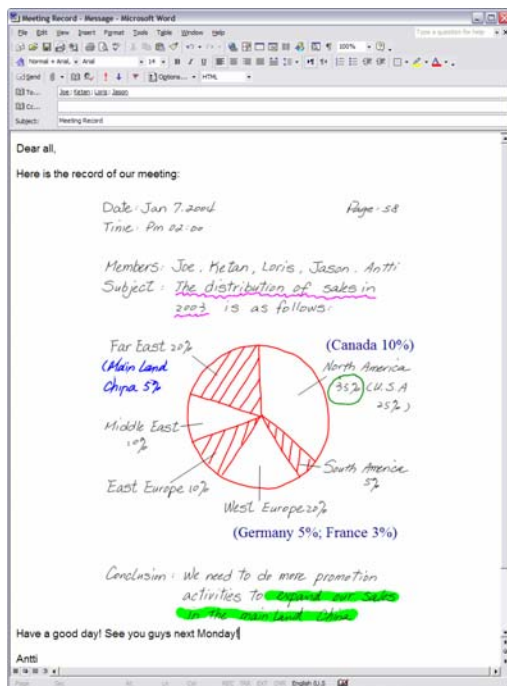 Meeting Record - Message - Microsoft Word
File Edit View Insert Format Tools Table Window Help
Type a question for help
100%
Normal + Arial, Arial 14 B I U
Send Options... HTML
To... Joe; Ketan; Loris; Jason
Cc...
Subject: Meeting Record
Dear all,
Here is the record of our meeting:
Date: Jan 7. 2004 Page: 58
Time: Pm 02:00
Members: Joe, Ketan, Loris, Jason, Antti
Subject: The distribution of sales in
2003 is as follows:
Far East 20%
(Main Land
China 5%
(Canada 10%)
North America
35% (U.S.A
25%)
Middle East
10%
South America
5%
East Europe 10%
West Europe 20%
(Germany 5%; France 3%)
Conclusion: We need to do more promotion
activities to expand our sales
in the main land China
Have a good day! See you guys next Monday!
Antti
English (U.S